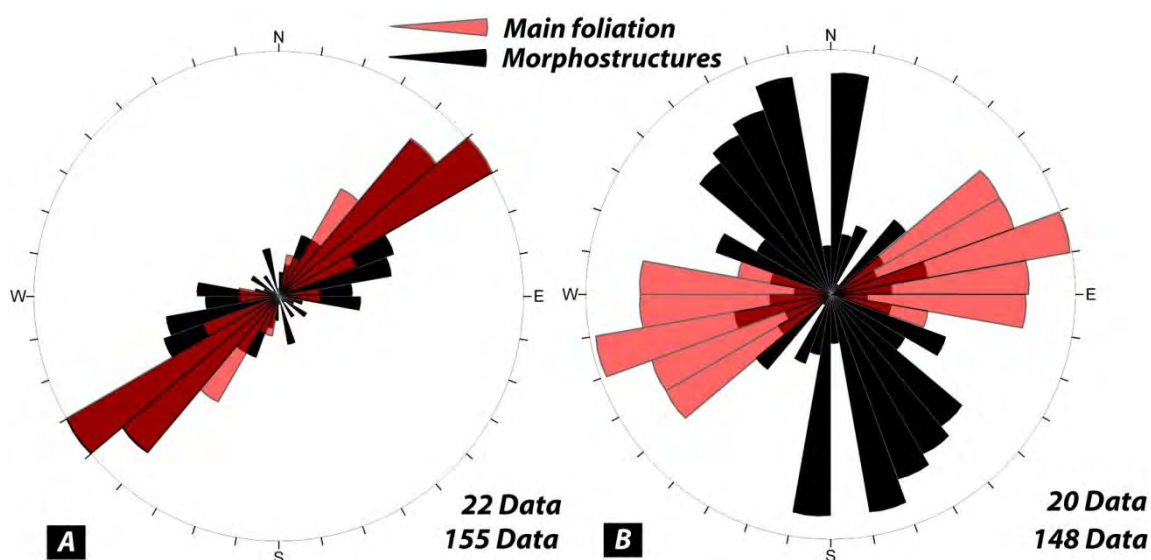 Main foliation
Morphostructures
N
W
E
S
22 Data
155 Data
A
N
W
E
S
20 Data
148 Data
B